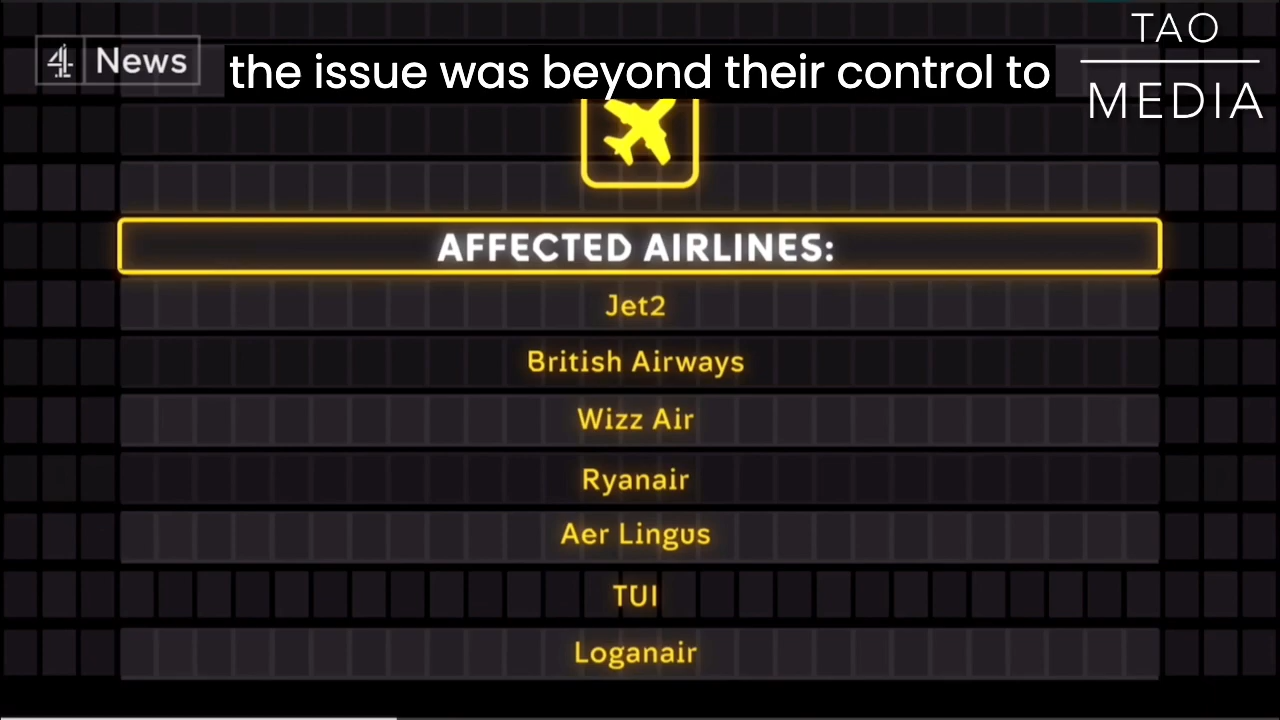 4 News
the issue was beyond their control to
TAO
MEDIA
AFFECTED AIRLINES:
Jet2
British Airways
Wizz Air
Ryanair
Aer Lingus
TUI
Loganair